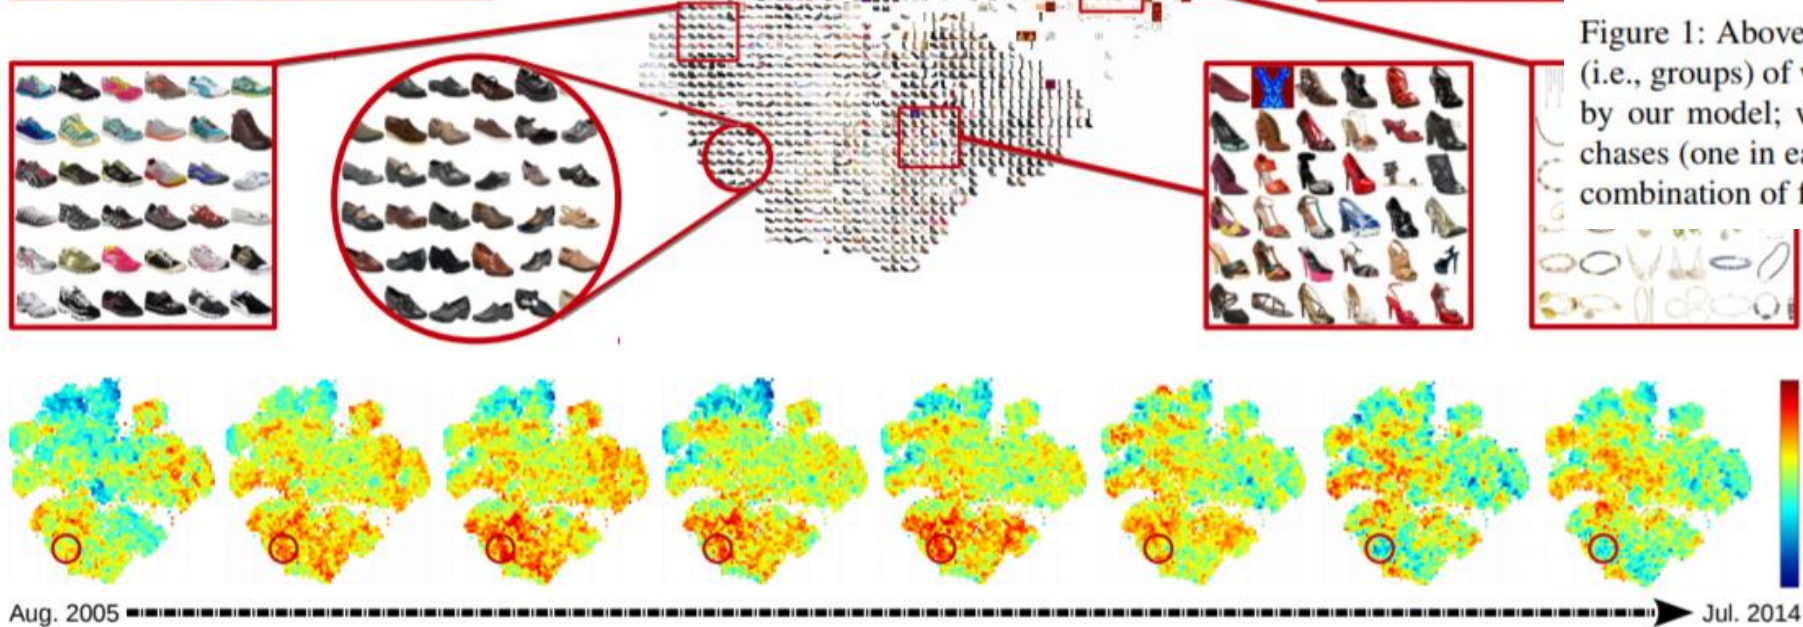 Figure 1: Above
(i.e., groups) of
by our model;
chases (one in
combination of
Aug. 2005
Jul. 2014